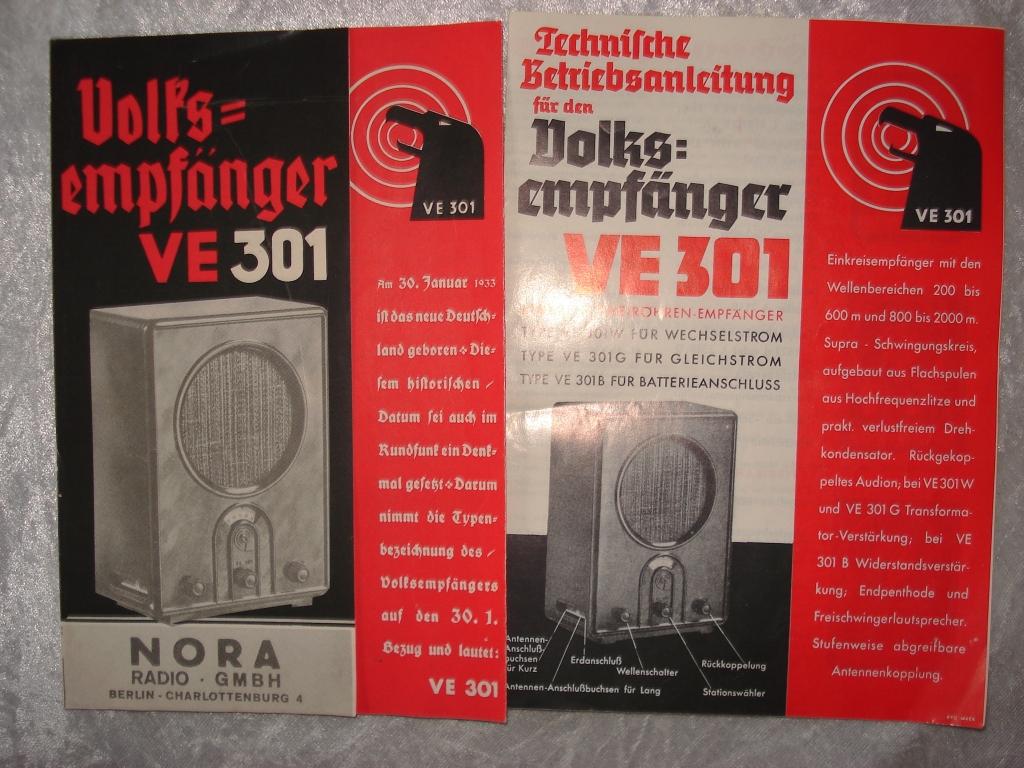 Volks=
empfänger
VE 301
VE 301
Am 30. Januar 1933
ist das neue Deutsch-
land geboren + Die-
sem historischen /
Datum sei auch im
Rundfunk ein Denk-
mal gesetzt + Darum
nimmt die Typen-
bezeichnung des /
Volksempfängers
auf den 30. 1.
Bezug und lautet:
VE 301
NORA
RADIO · GMBH
BERLIN - CHARLOTTENBURG 4
Technische
Betriebsanleitung
für den
Volks=
empfänger
VE 301
RÖHREN-EMPFÄNGER
TYPE 301W FÜR WECHSELSTROM
TYPE VE 301G FÜR GLEICHSTROM
TYPE VE 301B FÜR BATTERIEANSCHLUSS
Antennen-
Anschluß-
buchsen
für Kurz
Erdanschluß
Wellenschalter
Rückkoppelung
Antennen-Anschlußbuchsen für Lang
Stationswähler
VE 301
Einkreisempfänger mit den
Wellenbereichen 200 bis
600 m und 800 bis 2000 m.
Supra - Schwingungskreis,
aufgebaut aus Flachspulen
aus Hochfrequenzlitze und
prakt. verlustfreiem Dreh-
kondensator. Rückgekop-
peltes Audion; bei VE 301 W
und VE 301 G Transforma-
tor-Verstärkung; bei VE
301 B Widerstandsverstär-
kung; Endpenthode und
Freischwingerlautsprecher.
Stufenweise abgreifbare
Antennenkopplung.